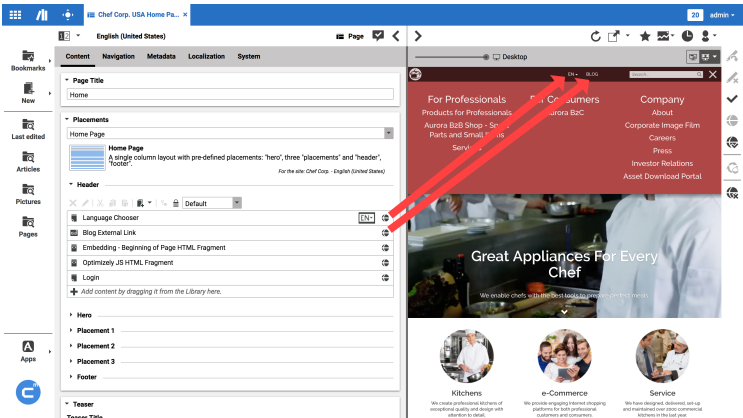 Chef Corp. USA Home Pa... ×
20 admin
English (United States)
Page
Desktop
Bookmarks
New
Last edited
Articles
Pictures
Pages
Apps
Content Navigation Metadata Localization System
Page Title
Home
Placements
Home Page
Home Page
A single column layout with pre-defined placements: "hero", three "placements" and "header",
"footer".
For the site: Chef Corp. - English (United States)
Header
Default
Language Chooser EN
Blog External Link
Embedding - Beginning of Page HTML Fragment
Optimizely JS HTML Fragment
Login
Add content by dragging it from the Library here.
Hero
Placement 1
Placement 2
Placement 3
Footer
Teaser
Teaser Title
EN BLOG Search
For Professionals
Products for Professionals
Aurora B2B Shop -
Parts and Small
Consumers
Aurora B2C
Company
About
Corporate Image Film
Careers
Press
Investor Relations
Asset Download Portal
Great Appliances For Every
Chef
We enable chefs with the best tools to prepare perfect meals
Kitchens
We create professional kitchens of
exceptional quality and design with
attention to detail.
e-Commerce
We provide engaging Internet shopping
platforms for both professional
customers and consumers.
Service
We have designed, delivered, set-up
and maintained over 2000 commercial
kitchens in the last year.